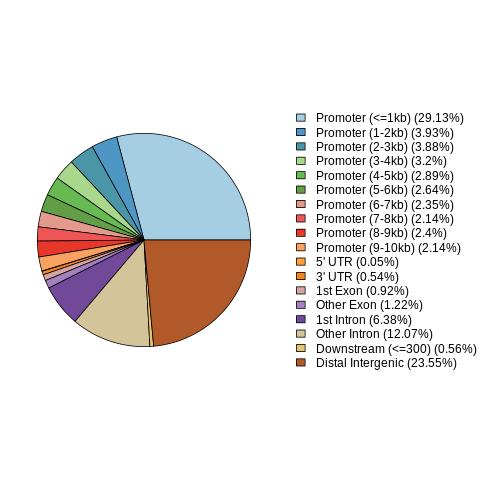 Promoter (<=1kb) (29.13%)
Promoter (1-2kb) (3.93%)
Promoter (2-3kb) (3.88%)
Promoter (3-4kb) (3.2%)
Promoter (4-5kb) (2.89%)
Promoter (5-6kb) (2.64%)
Promoter (6-7kb) (2.35%)
Promoter (7-8kb) (2.14%)
Promoter (8-9kb) (2.4%)
Promoter (9-10kb) (2.14%)
5' UTR (0.05%)
3' UTR (0.54%)
1st Exon (0.92%)
Other Exon (1.22%)
1st Intron (6.38%)
Other Intron (12.07%)
Downstream (<=300) (0.56%)
Distal Intergenic (23.55%)